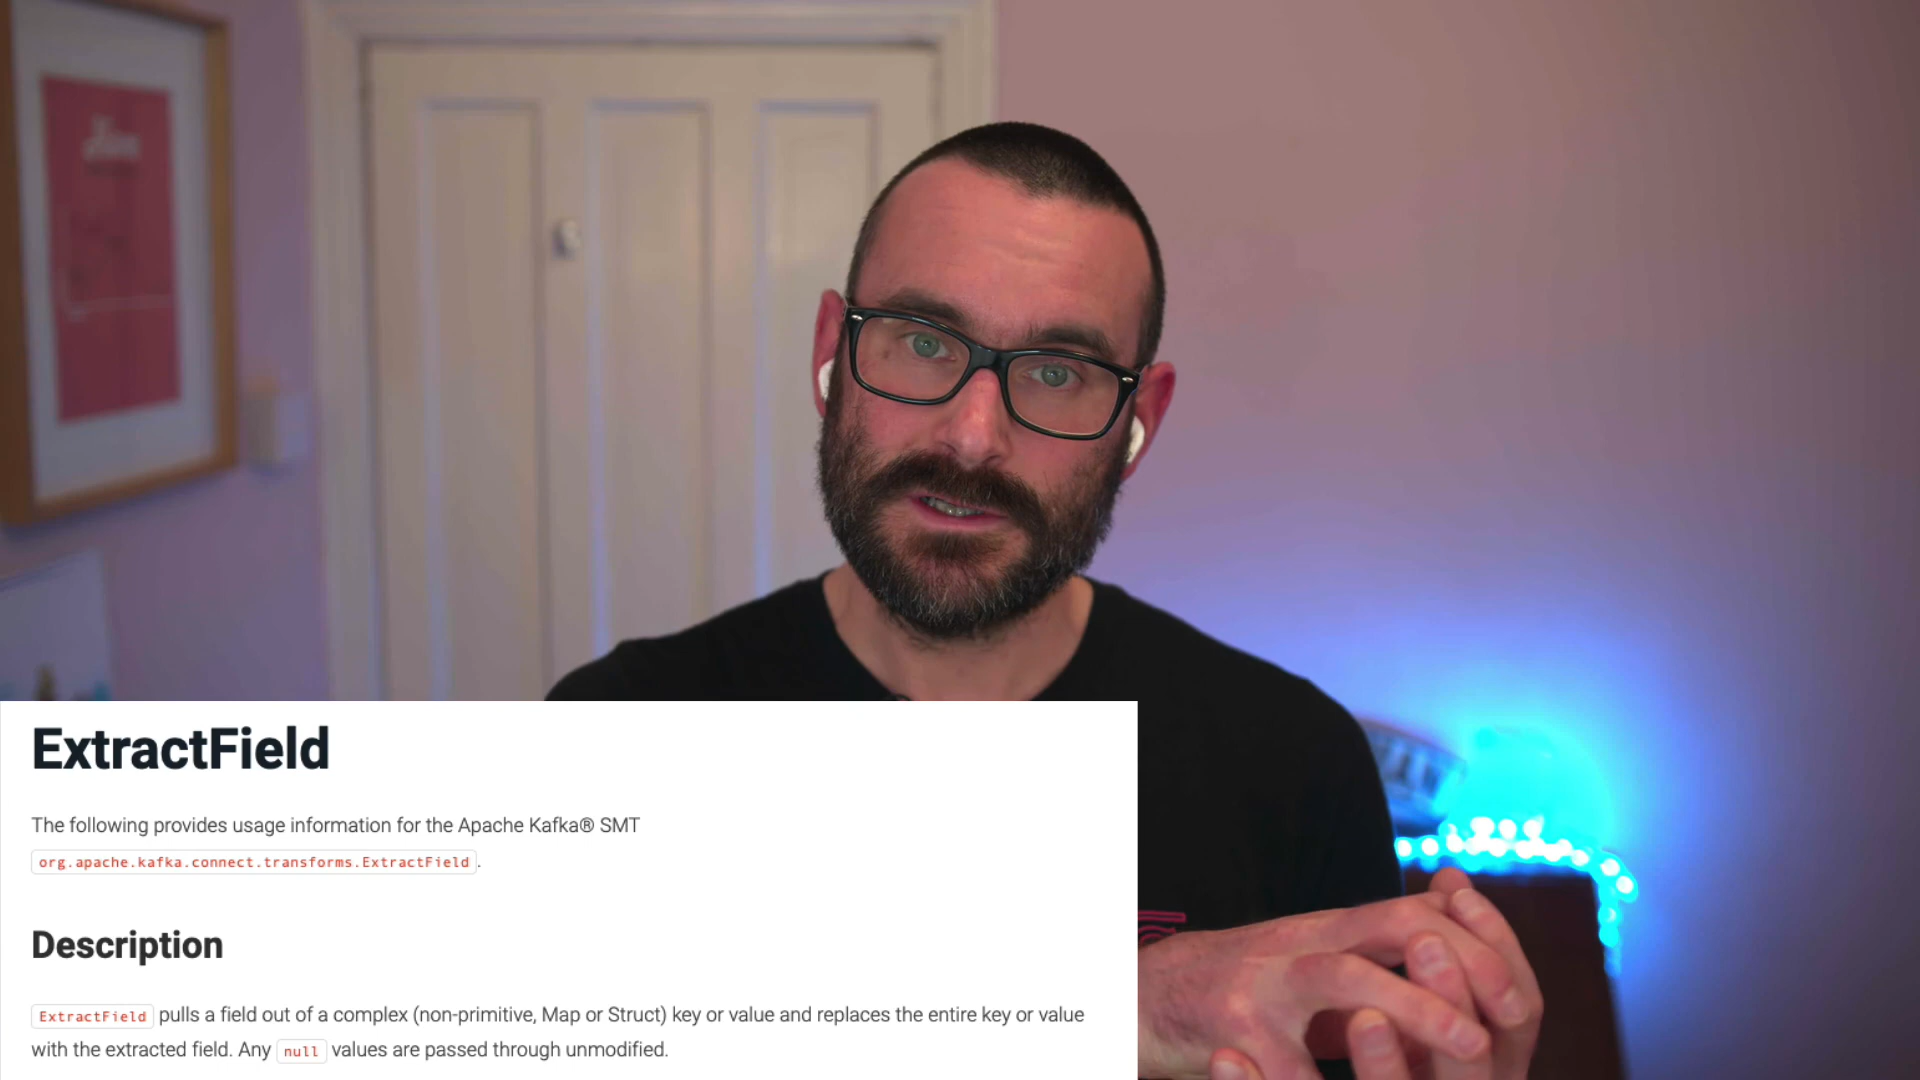 ExtractField
The following provides usage information for the Apache Kafka® SMT
org.apache.kafka.connect.transforms.ExtractField.
Description
ExtractField pulls a field out of a complex (non-primitive, Map or Struct) key or value and replaces the entire key or value
with the extracted field. Any null values are passed through unmodified.